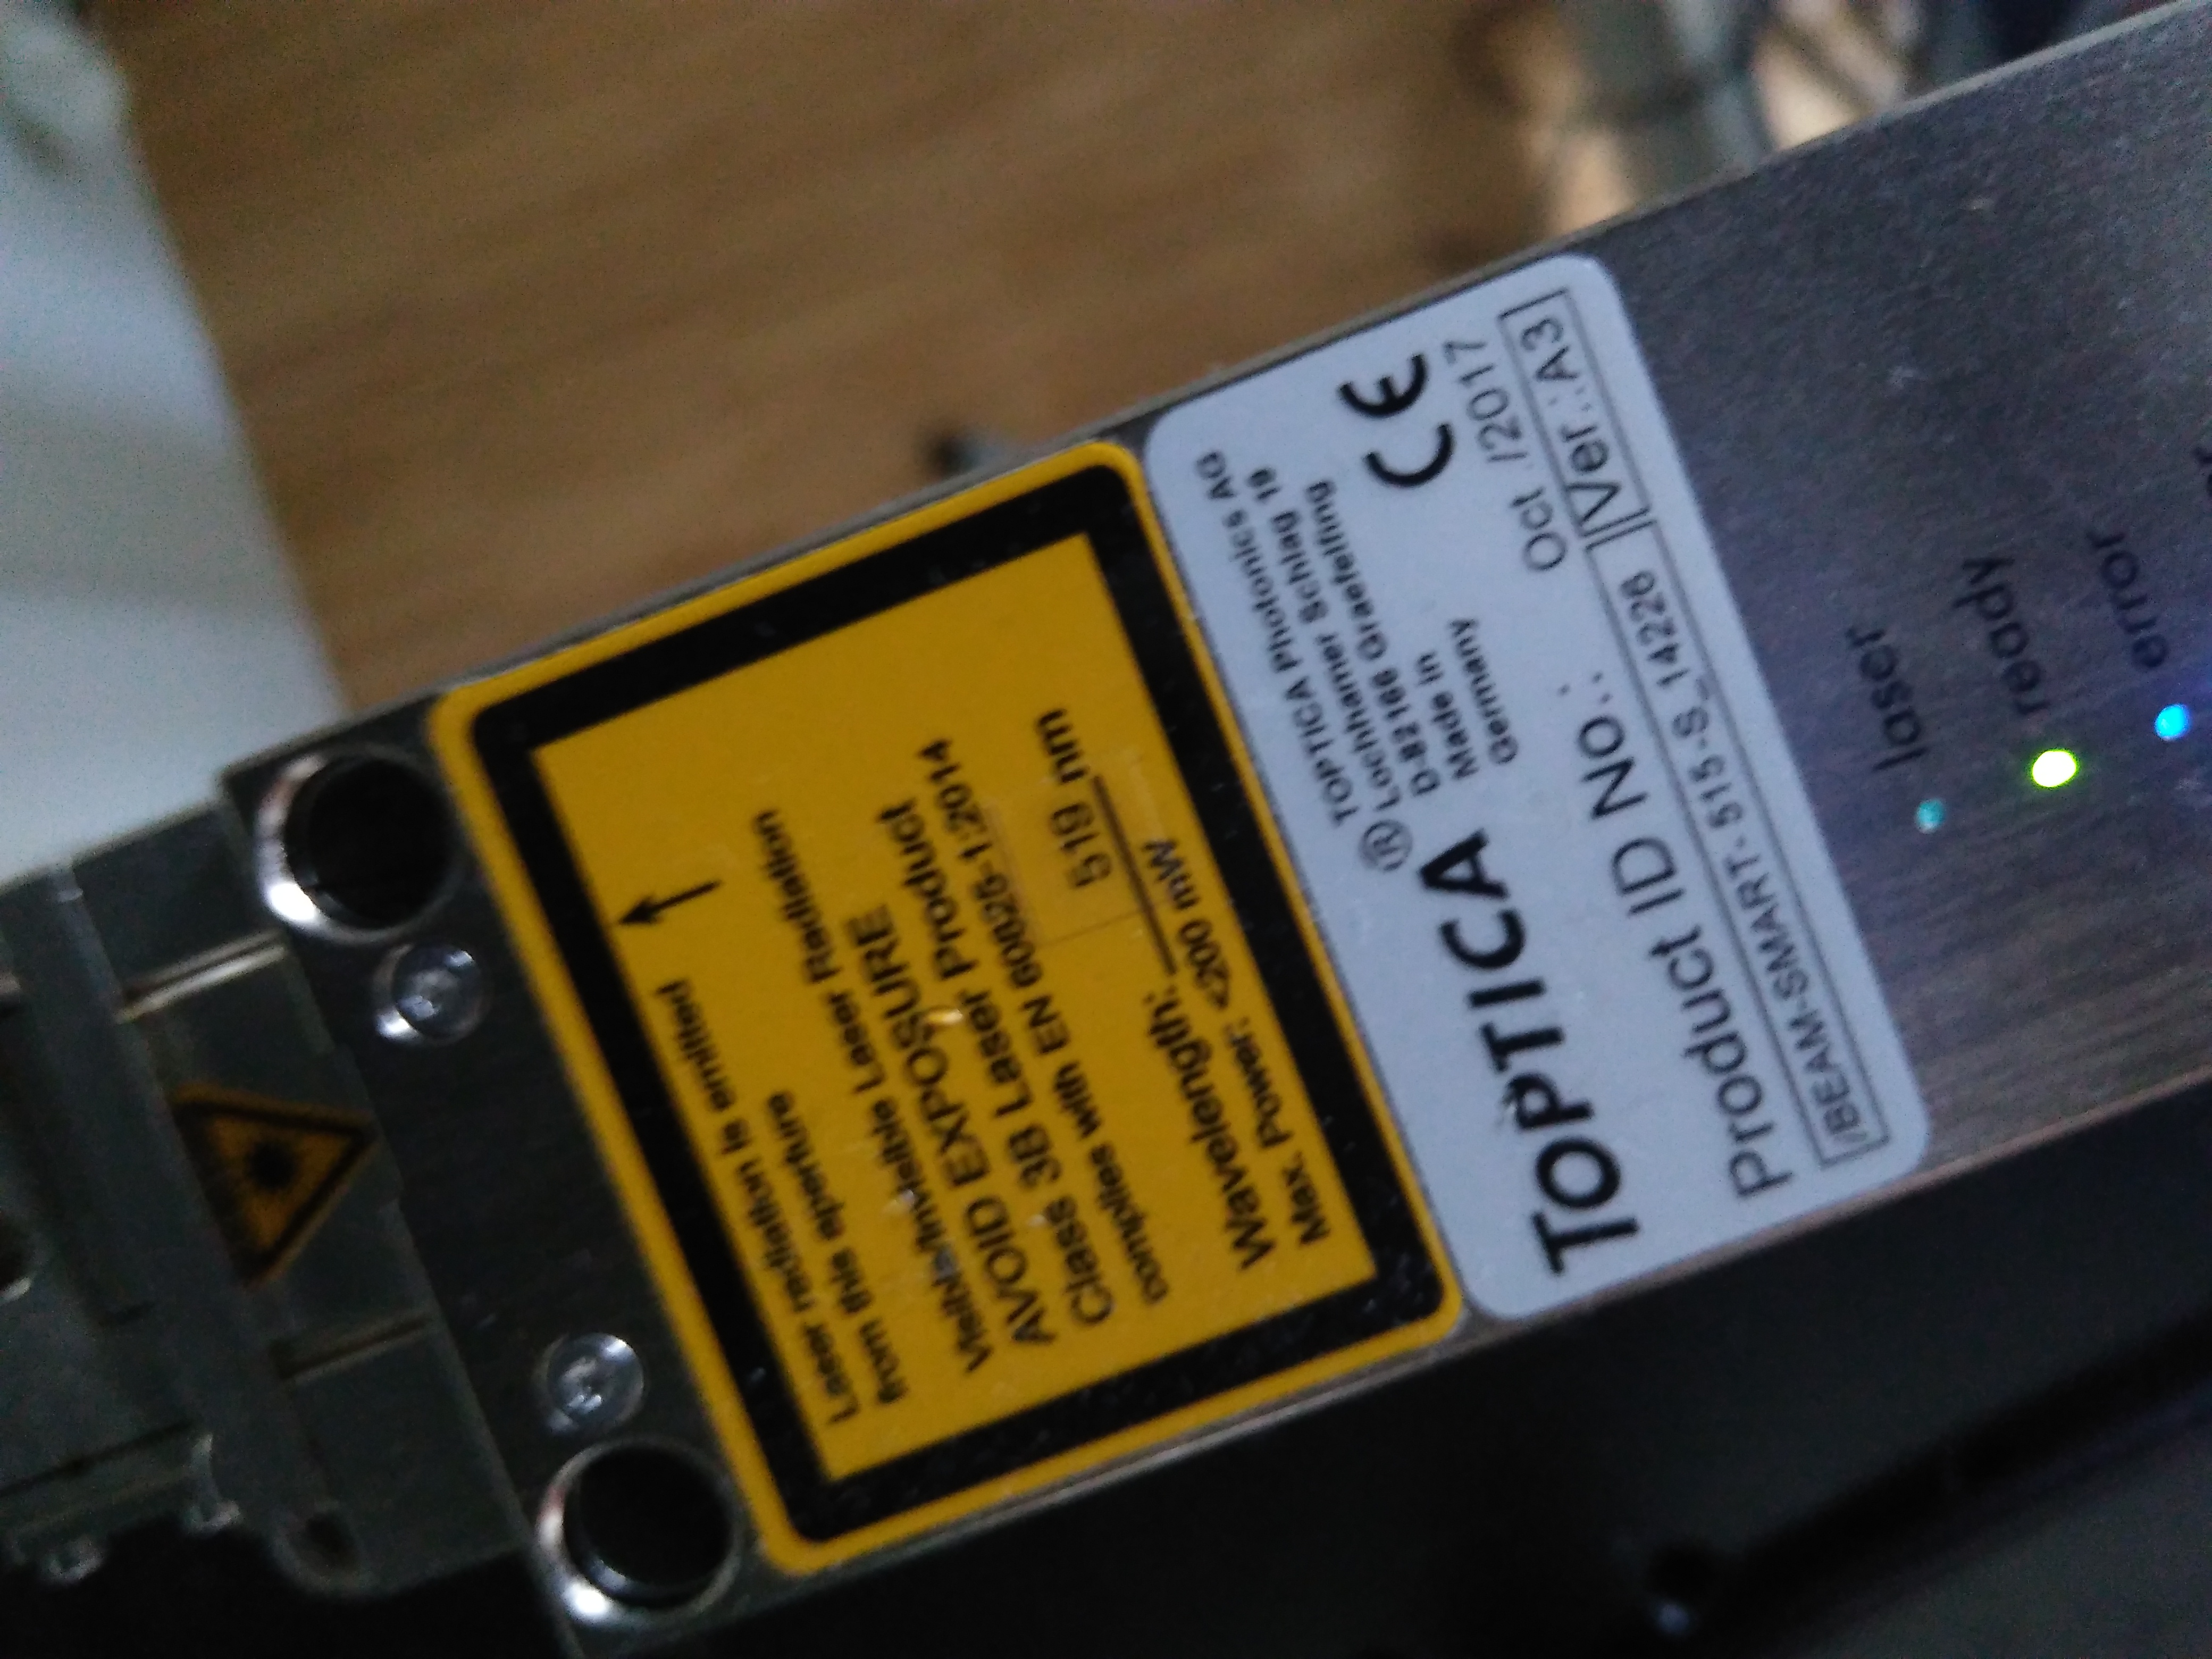 Laser radiation is emitted
from this aperture
Visible/Invisible Laser Radiation
AVOID EXPOSURE
Class 3B Laser Product
complies with EN 60825-1:2014
Wavelength: 519 nm
Max. Power: <200 mW
TOPTICA ®
TOPTICA Photonics AG
Lochhamer Schlag 19
D-82166 Graefelfing
Made in
Germany
CE
Product ID No.: Oct ./2017
/BEAM-SMART-515-S_14228 |Ver.: A3
laser
ready
error